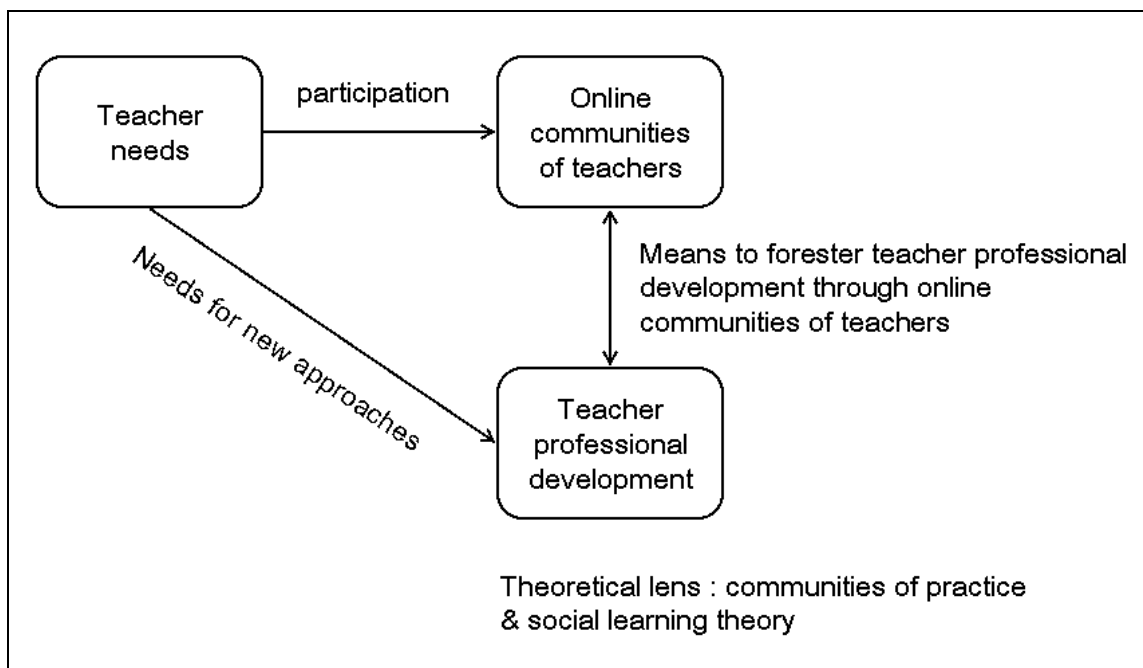 Teacher
needs
participation
Online
communities
of teachers
Needs for new approaches
Means to forester teacher professional
development through online
communities of teachers
Teacher
professional
development
Theoretical lens : communities of practice
& social learning theory